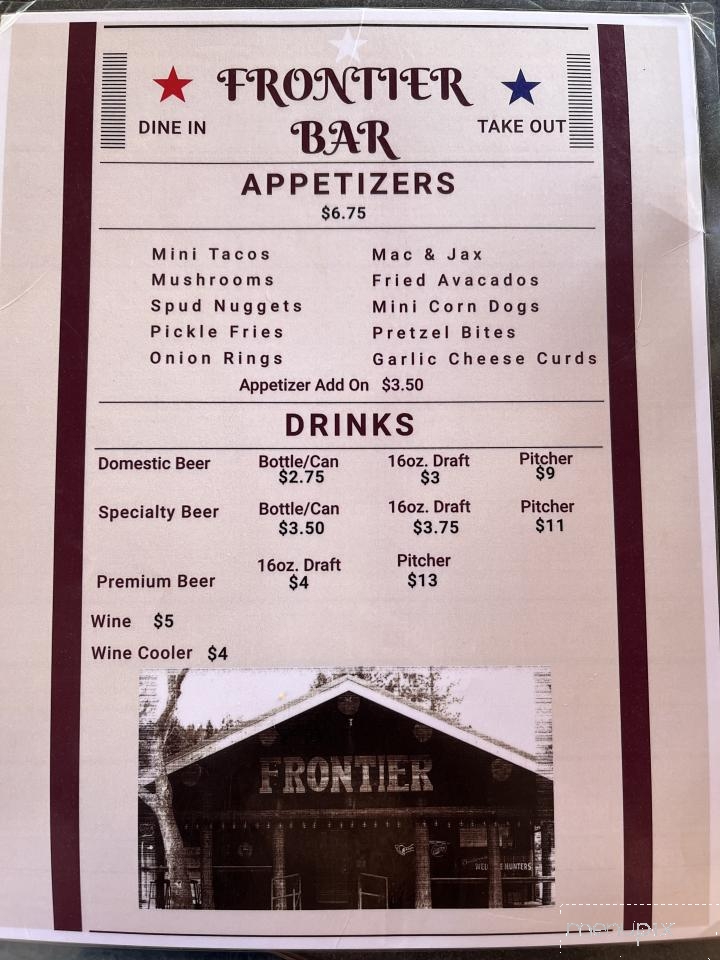 FRONTIER
BAR
DINE IN
TAKE OUT
APPETIZERS
$6.75
Mini Tacos Mac & Jax
Mushrooms Fried Avacados
Spud Nuggets Mini Corn Dogs
Pickle Fries Pretzel Bites
Onion Rings Garlic Cheese Curds
Appetizer Add On $3.50
DRINKS
Domestic Beer Bottle/Can 16oz. Draft Pitcher
$2.75 $3 $9
Specialty Beer Bottle/Can 16oz. Draft Pitcher
$3.50 $3.75 $11
16oz. Draft Pitcher
Premium Beer $4 $13
Wine $5
Wine Cooler $4
FRONTIER
HUNTERS